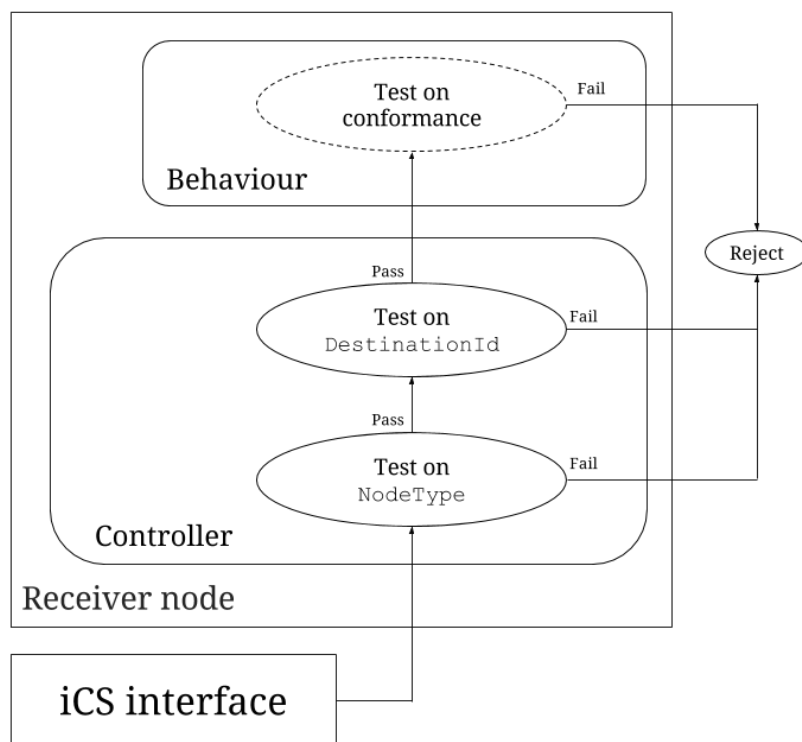 Test on
conformance
Fail
Behaviour
Reject
Pass
Test on
DestinationId
Fail
Pass
Test on
NodeType
Fail
Controller
Receiver node
iCS interface